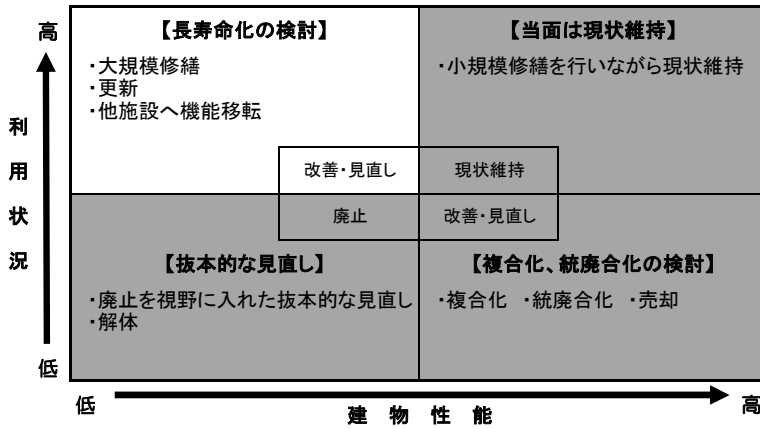 高
利
用
状
況
低
【長寿命化の検討】
・大規模修繕
・更新
・他施設へ機能移転
【当面は現状維持】
・小規模修繕を行いながら現状維持
改善・見直し
現状維持
廃止
改善・見直し
【抜本的な見直し】
・廃止を視野に入れた抜本的な見直し
・解体
【複合化、統廃合化の検討】
・複合化 ・統廃合化 ・売却
低
建物性能
高